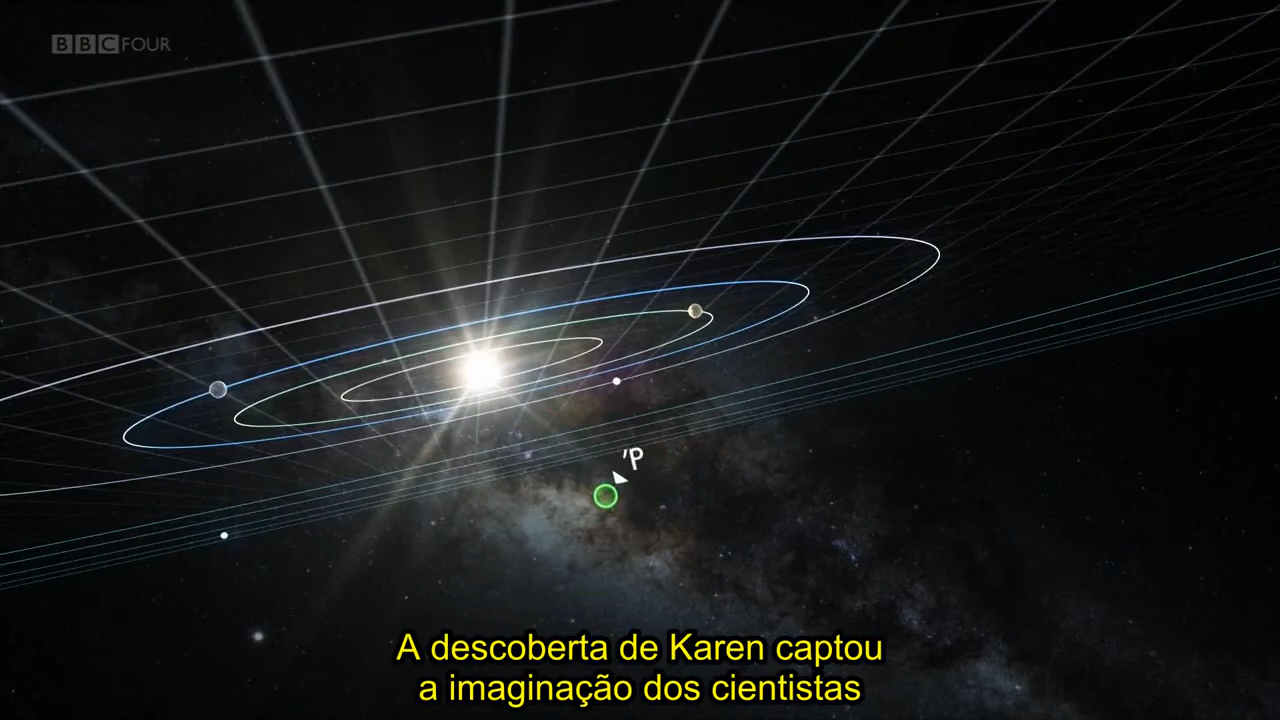 BBC FOUR
'P
A descoberta de Karen captou
a imaginação dos cientistas